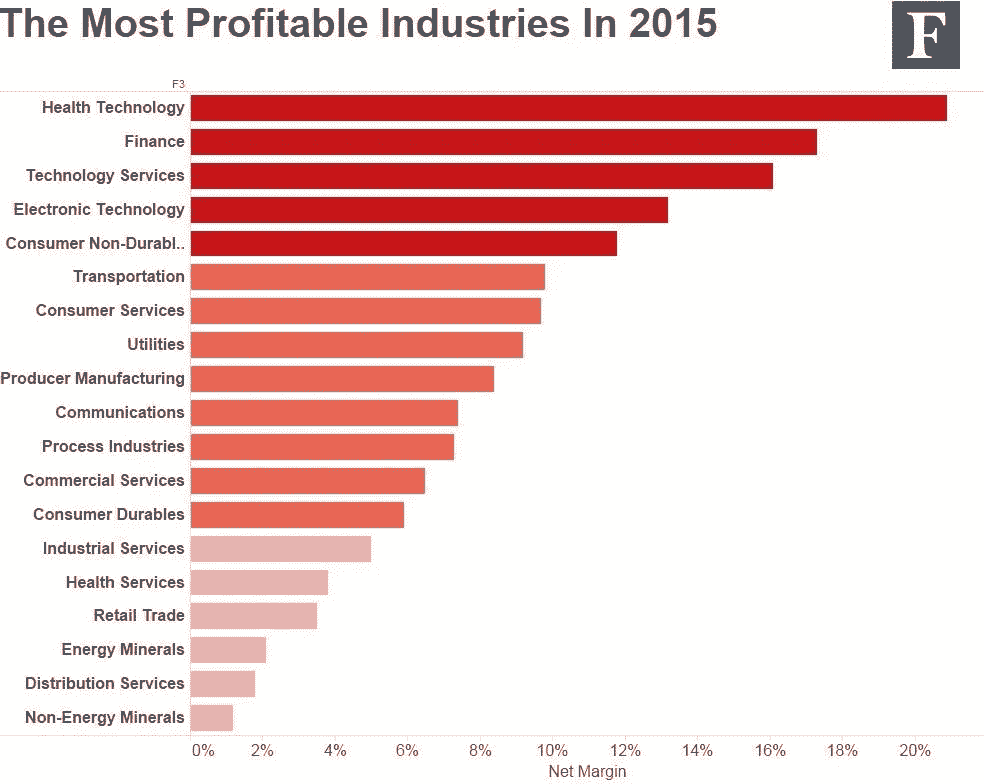 The Most Profitable Industries In 2015
F
F3
Health Technology
Finance
Technology Services
Electronic Technology
Consumer Non-Durabl..
Transportation
Consumer Services
Utilities
Producer Manufacturing
Communications
Process Industries
Commercial Services
Consumer Durables
Industrial Services
Health Services
Retail Trade
Energy Minerals
Distribution Services
Non-Energy Minerals
0% 2% 4% 6% 8% 10% 12% 14% 16% 18% 20%
Net Margin